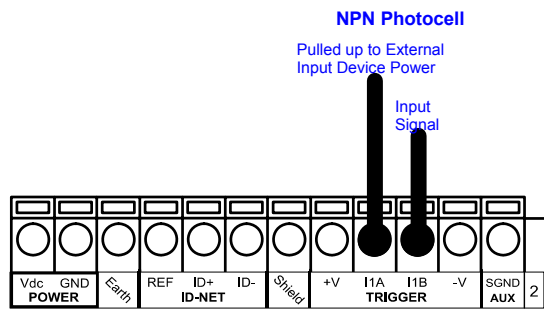 NPN Photocell
Pulled up to External
Input Device Power
Input
Signal
Vdc GND Earth REF ID+ ID- Shield +V I1A I1B -V SGND 2
POWER ID-NET TRIGGER AUX